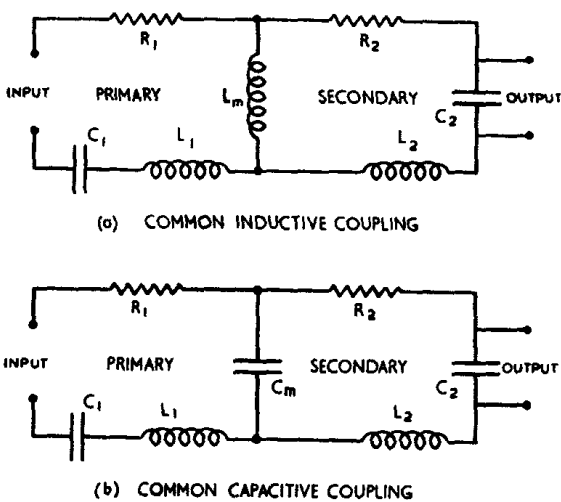 R₁ R₂
INPUT PRIMARY Lm SECONDARY C₂ OUTPUT
C₁ L₁ L₂
(a) COMMON INDUCTIVE COUPLING
R₁ R₂
INPUT PRIMARY Cm SECONDARY C₂ OUTPUT
C₁ L₁ L₂
(b) COMMON CAPACITIVE COUPLING